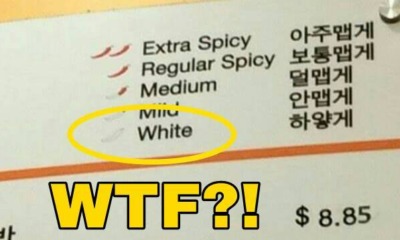 Extra Spicy 아주맵게
Regular Spicy 보통맵게
Medium 덜맵게
Mild 안맵게
White 하얗게
WTF?!
$ 8.85